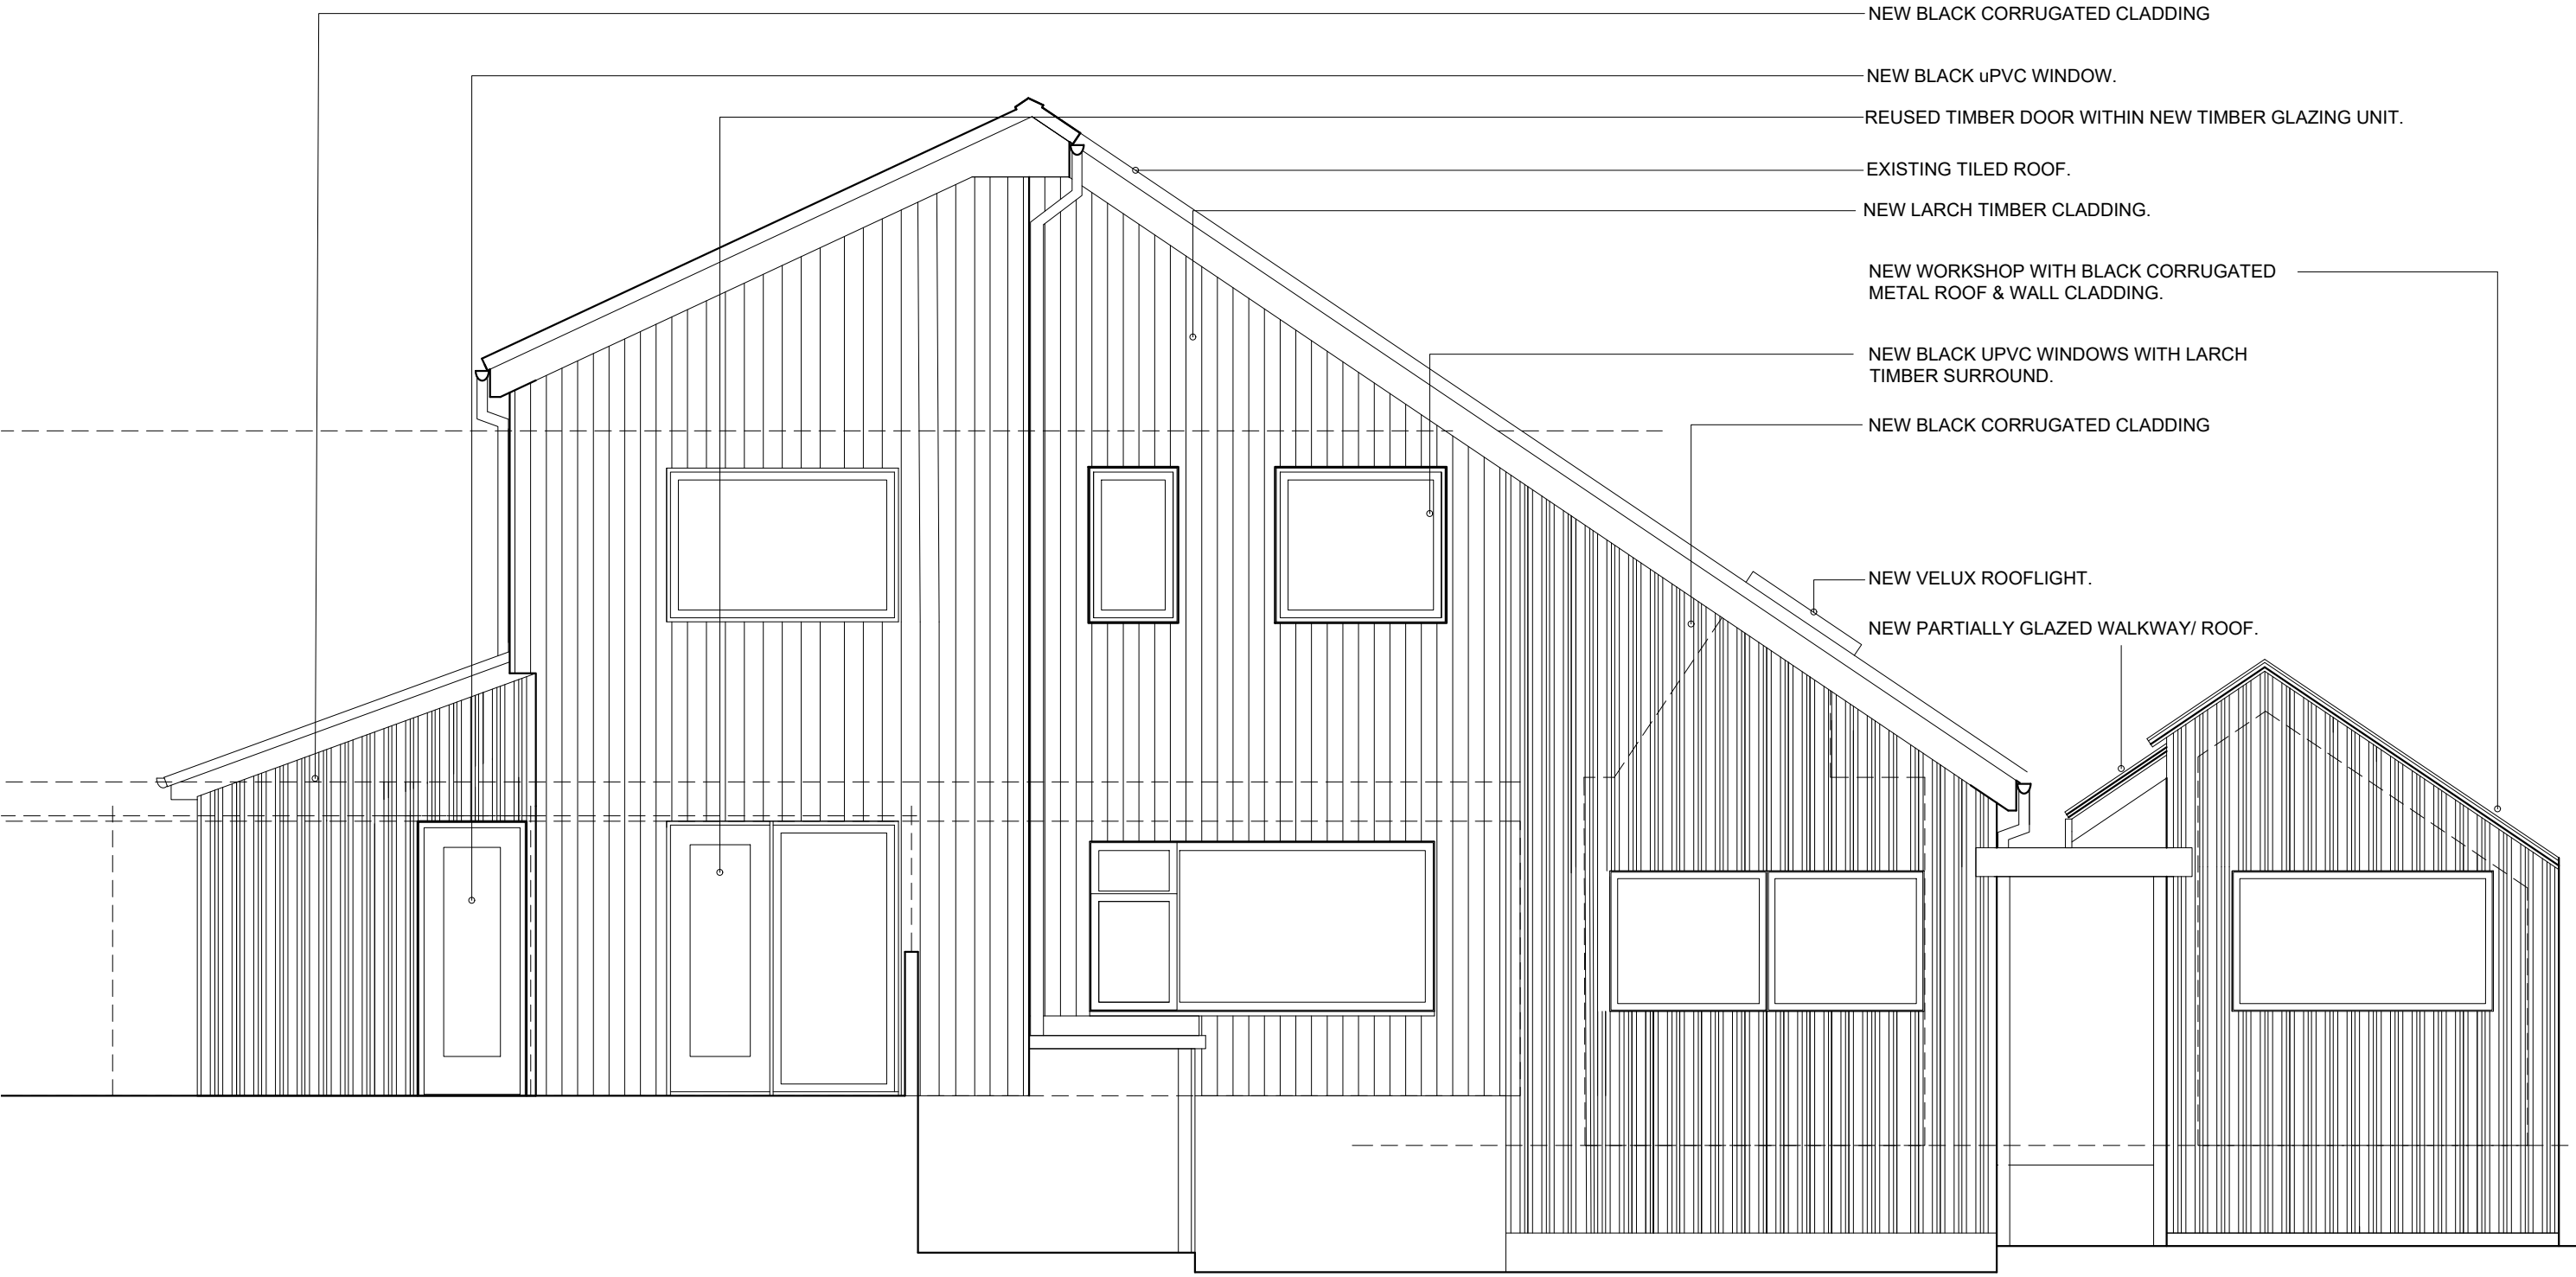 NEW BLACK CORRUGATED CLADDING
NEW BLACK uPVC WINDOW.
REUSED TIMBER DOOR WITHIN NEW TIMBER GLAZING UNIT.
EXISTING TILED ROOF.
NEW LARCH TIMBER CLADDING.
NEW WORKSHOP WITH BLACK CORRUGATED
METAL ROOF & WALL CLADDING.
NEW BLACK UPVC WINDOWS WITH LARCH
TIMBER SURROUND.
NEW BLACK CORRUGATED CLADDING
NEW VELUX ROOFLIGHT.
NEW PARTIALLY GLAZED WALKWAY/ ROOF.